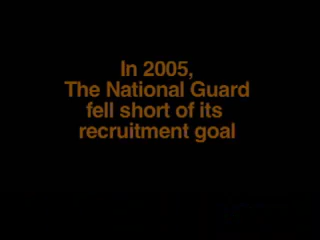 In 2005,
The National Guard
fell short of its
recruitment goal